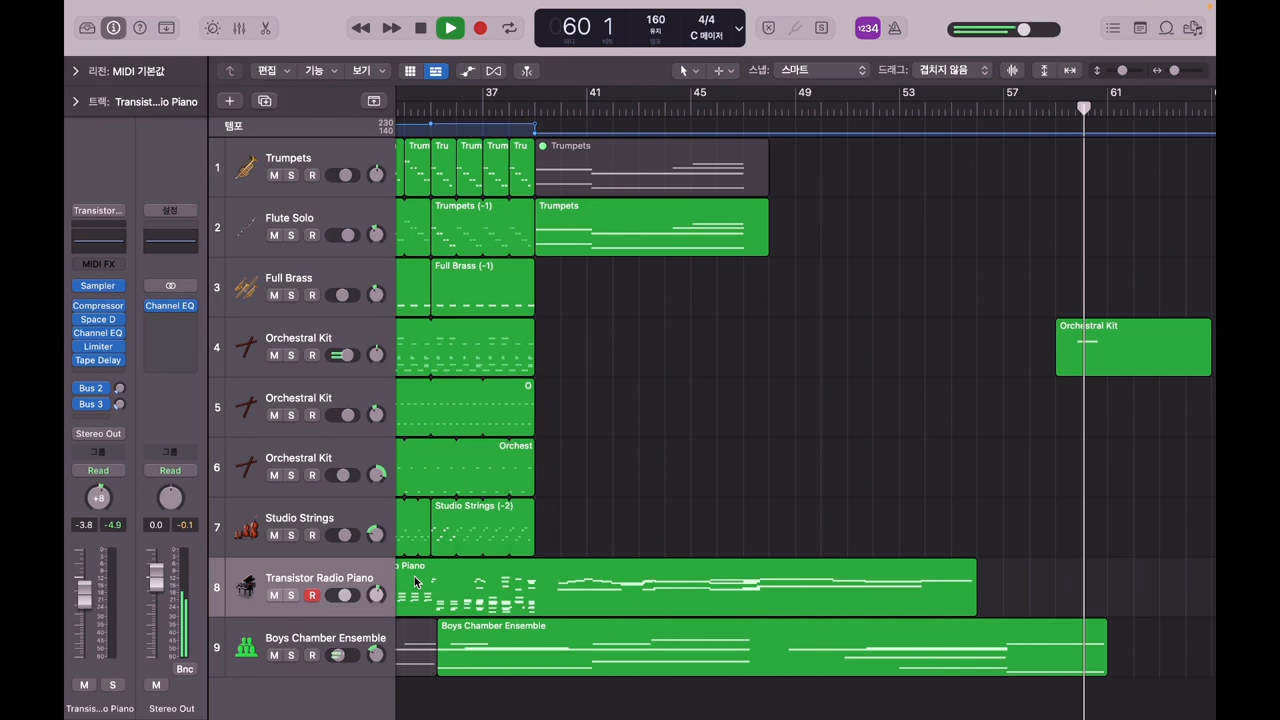 60 1
마디 비트
160
유지
템포
4/4
C 메이저
1234
리전: MIDI 기본값
편집
기능
보기
스냅:
스마트
드래그:
겹치지 않음
트랙: Transist...io Piano
37
41
45
49
53
57
61
템포
230
140
1
Trumpets
M S R
Trum
Tru
Trum
Trum
Tru
Trumpets
2
Flute Solo
M S R
Trumpets (-1)
Trumpets
3
Full Brass
M S R
Full Brass (-1)
4
Orchestral Kit
M S R
Orchestral Kit
5
Orchestral Kit
M S R
O
6
Orchestral Kit
M S R
Orchest
7
Studio Strings
M S R
Studio Strings (-2)
8
Transistor Radio Piano
M S R
o Piano
9
Boys Chamber Ensemble
M S R
Boys Chamber Ensemble
Transistor...
설정
MIDI FX
Sampler
Compressor
Channel EQ
Space D
Channel EQ
Limiter
Tape Delay
Bus 2
Bus 3
Stereo Out
그룹
그룹
Read
Read
+8
-3.8 -4.9
0.0 -0.1
Bnc
M S
M
Transis...o Piano
Stereo Out